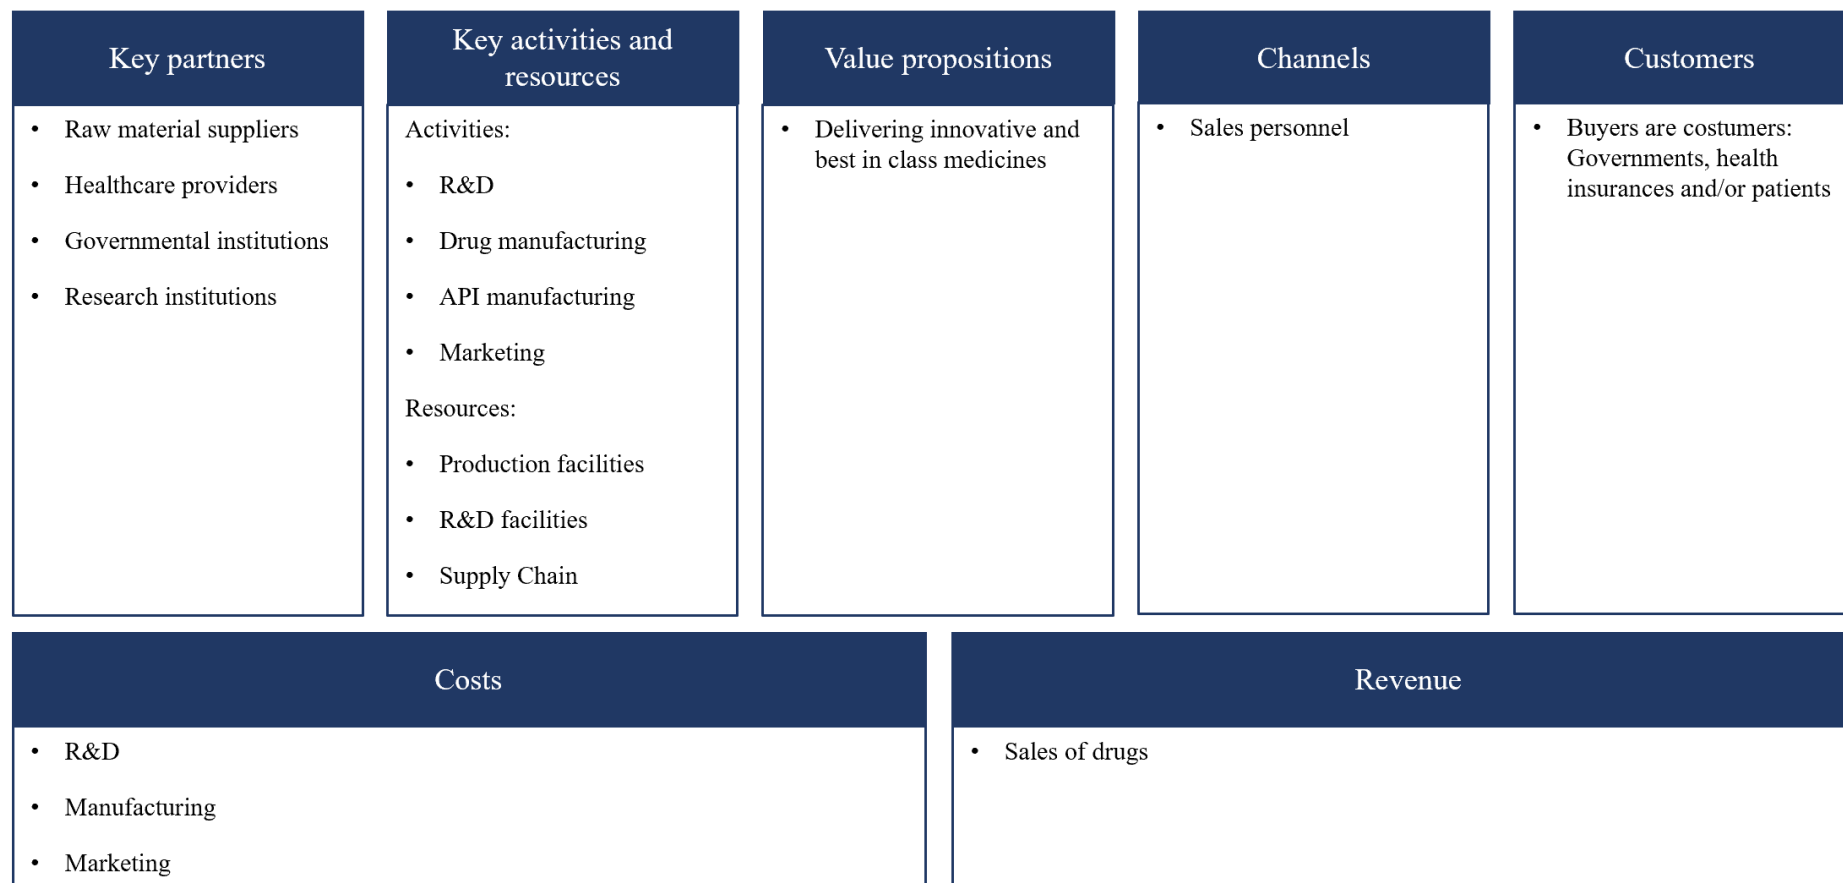 Key partners
• Raw material suppliers
• Healthcare providers
• Governmental institutions
• Research institutions
Key activities and
resources
Activities:
• R&D
• Drug manufacturing
• API manufacturing
• Marketing
Resources:
• Production facilities
• R&D facilities
• Supply Chain
Value propositions
• Delivering innovative and
best in class medicines
Channels
• Sales personnel
Customers
• Buyers are costumers:
Governments, health
insurances and/or patients
Costs
• R&D
• Manufacturing
• Marketing
Revenue
• Sales of drugs